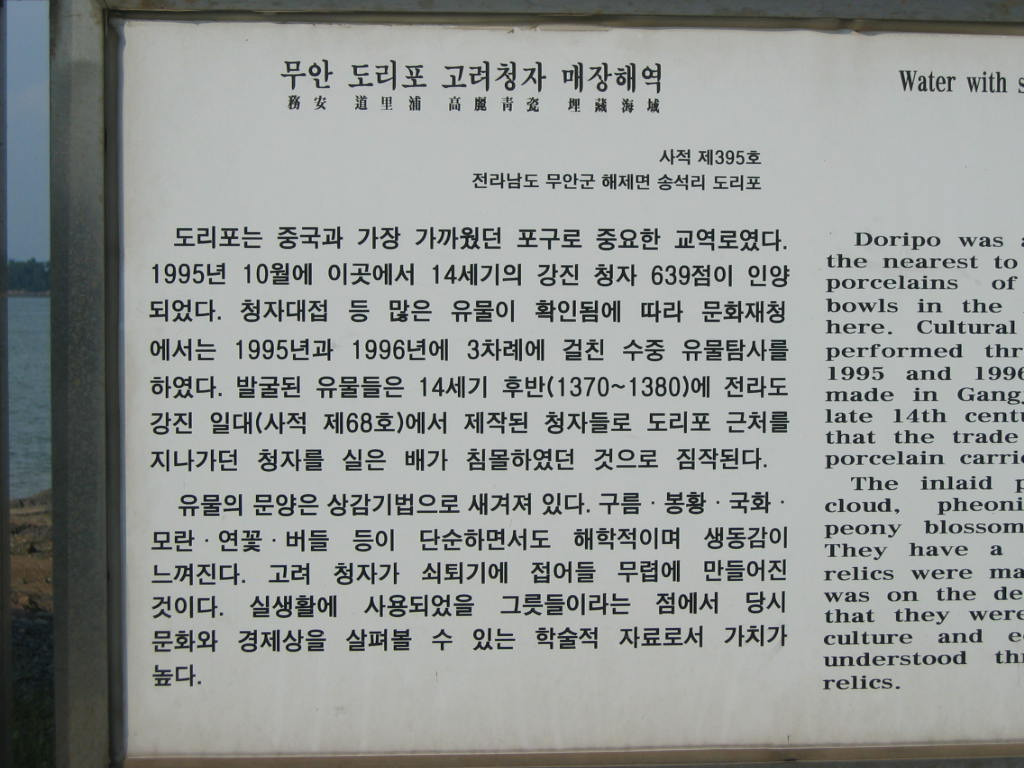 무안 도리포 고려청자 매장해역
務安 道里浦 高麗靑瓷 埋藏海域
사적 제395호
전라남도 무안군 해제면 송석리 도리포
도리포는 중국과 가장 가까웠던 포구로 중요한 교역로였다.
1995년 10월에 이곳에서 14세기의 강진 청자 639점이 인양
되었다. 청자대접 등 많은 유물이 확인됨에 따라 문화재청
에서는 1995년과 1996년에 3차례에 걸친 수중 유물탐사를
하였다. 발굴된 유물들은 14세기 후반(1370~1380)에 전라도
강진 일대(사적 제68호)에서 제작된 청자들로 도리포 근처를
지나가던 청자를 실은 배가 침몰하였던 것으로 짐작된다.
유물의 문양은 상감기법으로 새겨져 있다. 구름·봉황·국화·
모란·연꽃·버들 등이 단순하면서도 해학적이며 생동감이
느껴진다. 고려 청자가 쇠퇴기에 접어들 무렵에 만들어진
것이다. 실생활에 사용되었을 그릇들이라는 점에서 당시
문화와 경제상을 살펴볼 수 있는 학술적 자료로서 가치가
높다.
Water with
Doripo was
the nearest to
porcelains of
bowls in the
here. Cultural
performed
1995 and
made in
late 14th
that the trade
porcelain
The inlaid
cloud,
peony blossom
They have a
relics were
was on the
that they were
culture and
understood
relics.